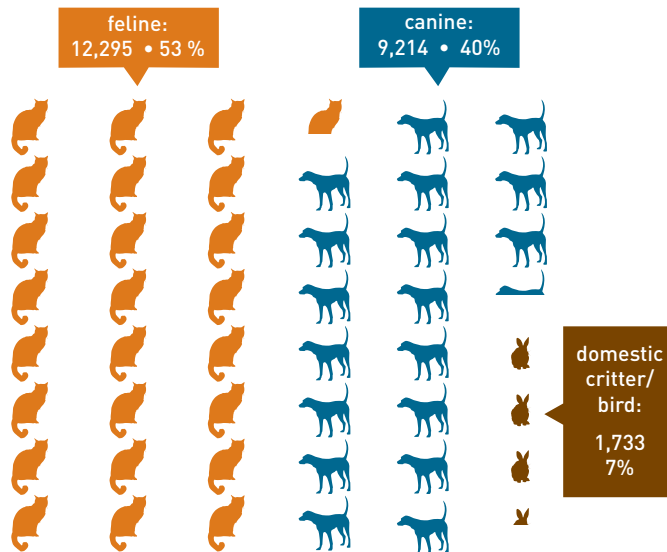 feline:
12,295 • 53 %
canine:
9,214 • 40%
domestic
critter/
bird:
1,733
7%